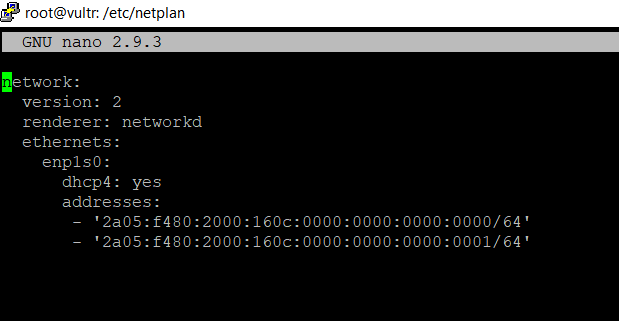 root@vultr: /etc/netplan
GNU nano 2.9.3
network:
version: 2
renderer: networkd
ethernets:
enp1s0:
dhcp4: yes
addresses:
- '2a05:f480:2000:160c:0000:0000:0000:0000/64'
- '2a05:f480:2000:160c:0000:0000:0000:0001/64'